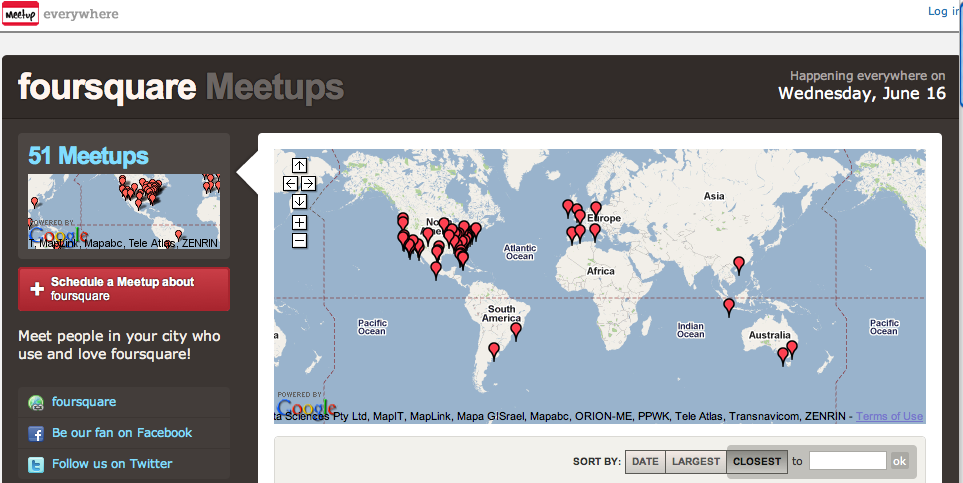 Meetup everywhere
Log in
foursquare Meetups
Happening everywhere on
Wednesday, June 16
51 Meetups
POWERED BY
Google
T, MapLink, Mapabc, Tele Atlas, ZENRIN
+ Schedule a Meetup about
foursquare
Meet people in your city who
use and love foursquare!
foursquare
Be our fan on Facebook
Follow us on Twitter
Asia
Europe
Atlantic
Ocean
Africa
South
America
Pacific
Ocean
Indian
Ocean
Australia
Pacific
Ocean
POWERED BY
Google
ta Sciences Pty Ltd, MapIT, MapLink, Mapa GISrael, Mapabc, ORION-ME, PPWK, Tele Atlas, Transnavicom, ZENRIN - Terms of Use
SORT BY: DATE LARGEST CLOSEST to ok